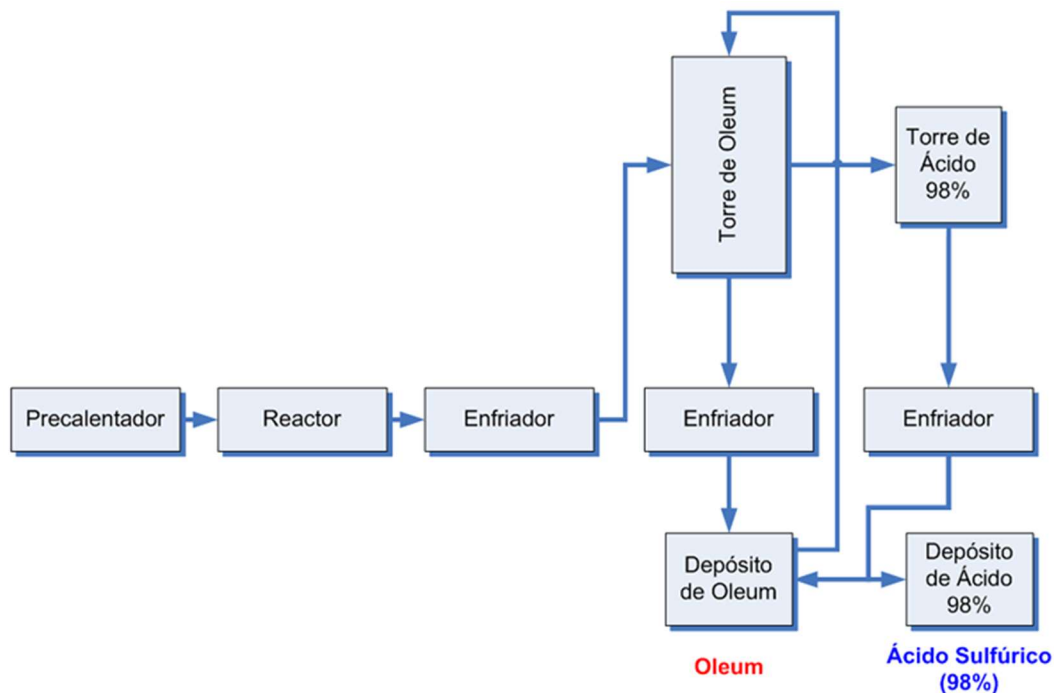 Torre de Oleum
Torre de
Ácido
98%
Precalentador
Reactor
Enfriador
Enfriador
Enfriador
Depósito
de Oleum
Depósito
de Ácido
98%
Oleum
Ácido Sulfúrico
(98%)